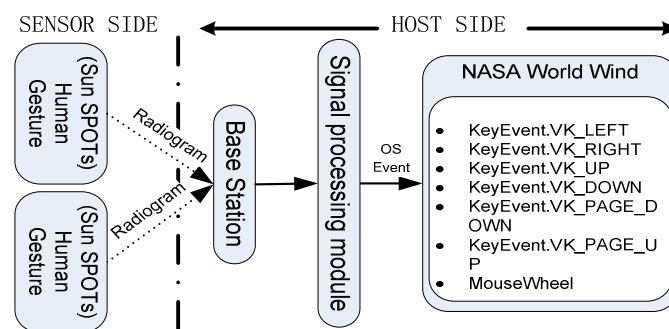 SENSOR SIDE
HOST SIDE
(Sun SPOTs)
Human
Gesture
(Sun SPOTs)
Human
Gesture
Radiogram
Radiogram
Base Station
Signal processing module
OS
Event
NASA World Wind
• KeyEvent.VK_LEFT
• KeyEvent.VK_RIGHT
• KeyEvent.VK_UP
• KeyEvent.VK_DOWN
• KeyEvent.VK_PAGE_D
OWN
• KeyEvent.VK_PAGE_U
P
• MouseWheel